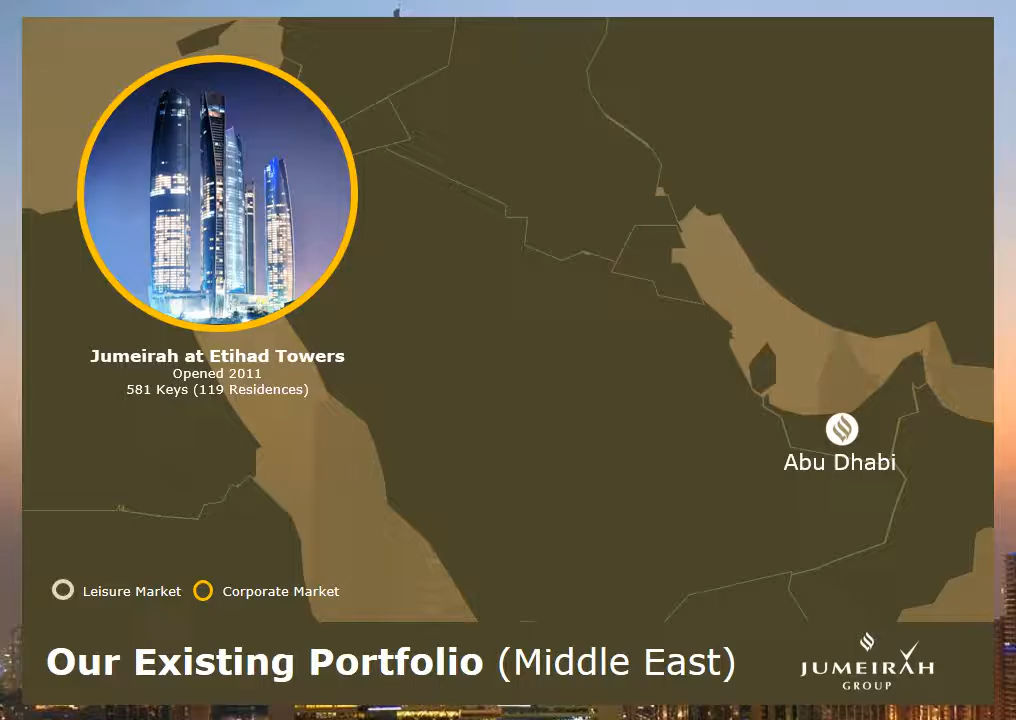 Jumeirah at Etihad Towers
Opened 2011
581 Keys (119 Residences)
Abu Dhabi
Leisure Market
Corporate Market
Our Existing Portfolio (Middle East)
JUMEIRAH
GROUP